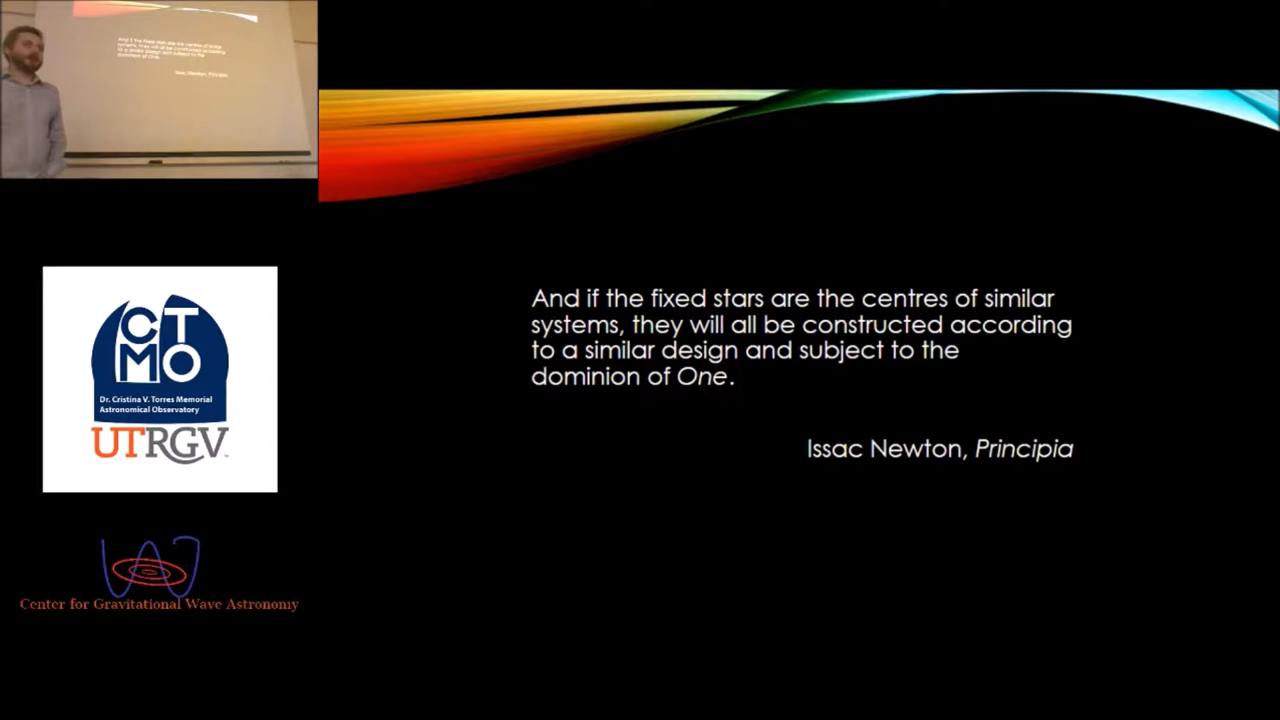 And if the fixed stars are the centres of similar
systems, they will all be constructed according
to a similar design and subject to the
dominion of One.
Issac Newton, Principia
CT
MO
Dr. Cristina V. Torres Memorial
Astronomical Observatory
UTRGV
Center for Gravitational Wave Astronomy